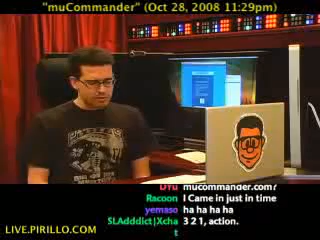 "muCommander" (Oct 28, 2008 11:29pm)
DYu mucommander.com?
Racoon I Came in just in time
yemaso ha ha ha ha
SLAdddict|Xcha 3 2 1, action.
t
LIVE.PIRILLO.COM